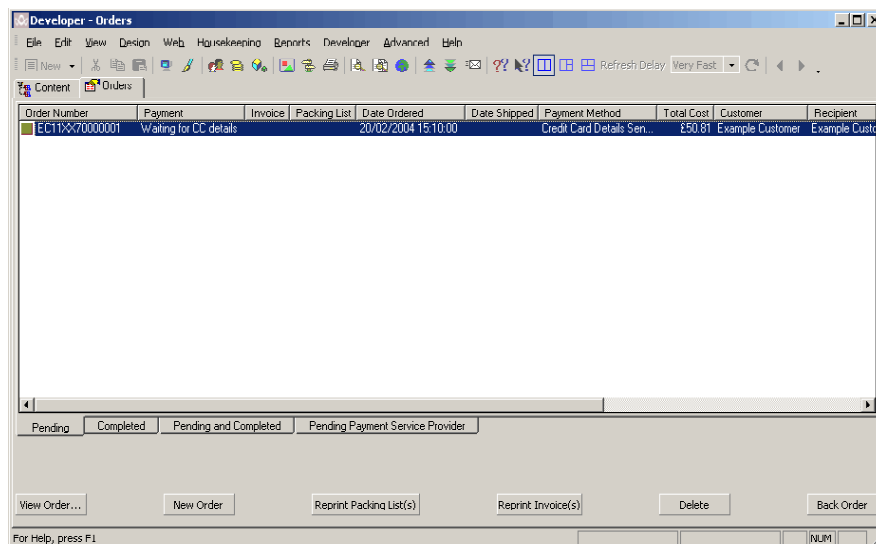 Developer - Orders
File Edit View Design Web Housekeeping Reports Developer Advanced Help
New Refresh Delay Very Fast
Content Orders
Order Number Payment Invoice Packing List Date Ordered Date Shipped Payment Method Total Cost Customer Recipient
EC11XX70000001 Waiting for CC details 20/02/2004 15:10:00 Credit Card Details Sen... £50.81 Example Customer Example Custo
Pending Completed Pending and Completed Pending Payment Service Provider
View Order... New Order Reprint Packing List(s) Reprint Invoice(s) Delete Back Order
For Help, press F1 NUM